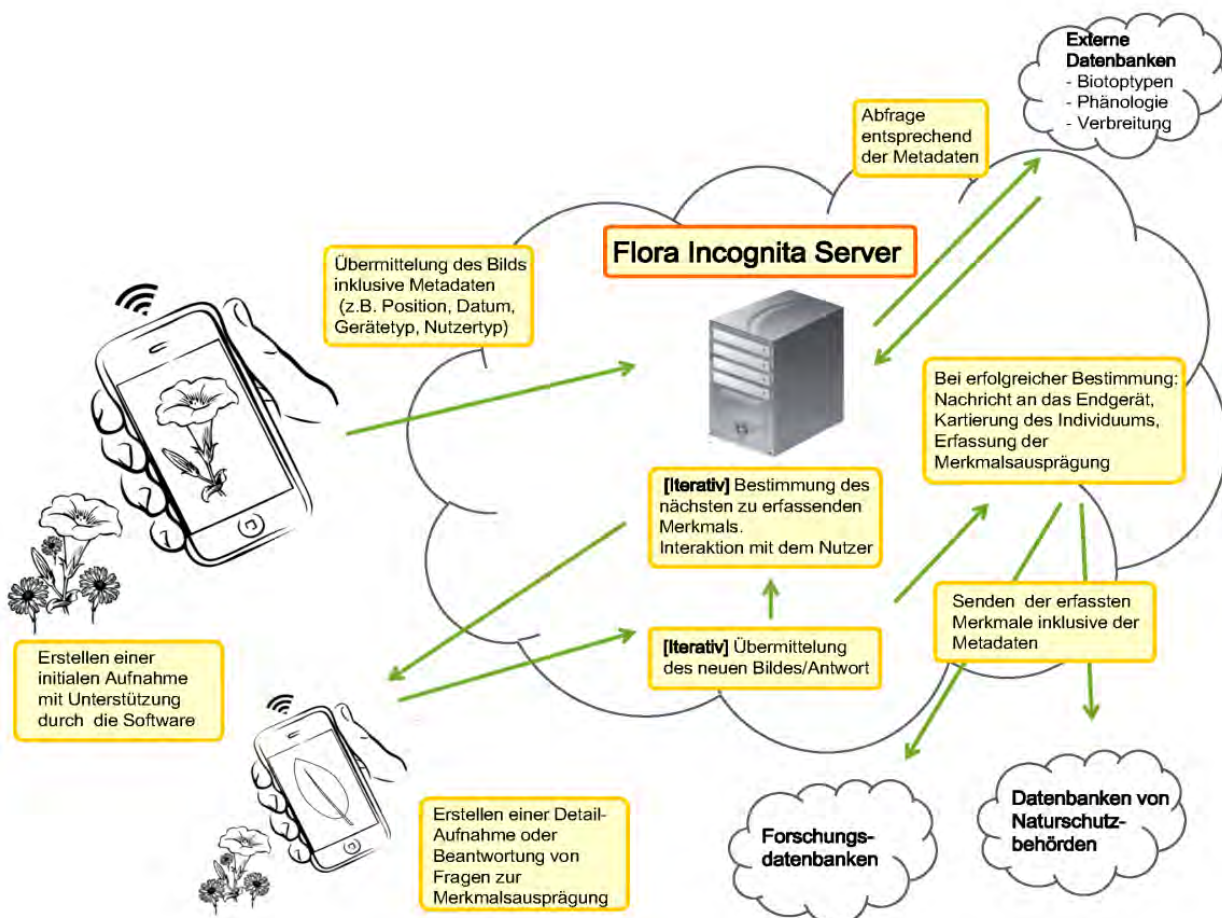 Externe
Datenbanken
- Biotoptypen
- Phänologie
- Verbreitung
Abfrage
entsprechend
der Metadaten
Flora Incognita Server
Übermittelung des Bilds
inklusive Metadaten
(z.B. Position, Datum,
Gerätetyp, Nutzertyp)
Bei erfolgreicher Bestimmung:
Nachricht an das Endgerät,
Kartierung des Individuums,
Erfassung der
Merkmalsausprägung
[Iterativ] Bestimmung des
nächsten zu erfassenden
Merkmals.
Interaktion mit dem Nutzer
Senden der erfassten
Merkmale inklusive der
Metadaten
[Iterativ] Übermittelung
des neuen Bildes/Antwort
Erstellen einer
initialen Aufnahme
mit Unterstützung
durch die Software
Erstellen einer Detail-
Aufnahme oder
Beantwortung von
Fragen zur
Merkmalsausprägung
Forschungs-
datenbanken
Datenbanken von
Naturschutz-
behörden